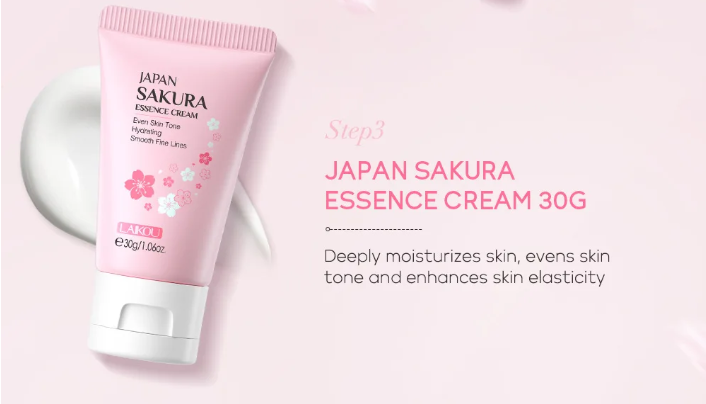 JAPAN
SAKURA
ESSENCE CREAM
Even Skin Tone
Hydrating
Smooth Fine Lines
LAIKOU
℮30g/1.06oz.
Step3
JAPAN SAKURA
ESSENCE CREAM 30G
Deeply moisturizes skin, evens skin
tone and enhances skin elasticity